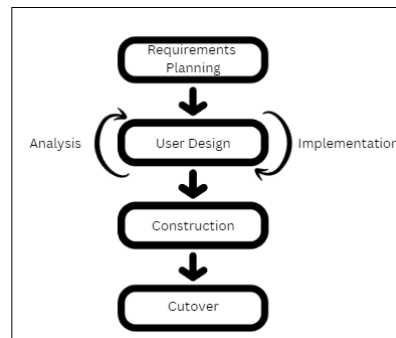 Requirements
Planning
Analysis
User Design
Implementation
Construction
Cutover